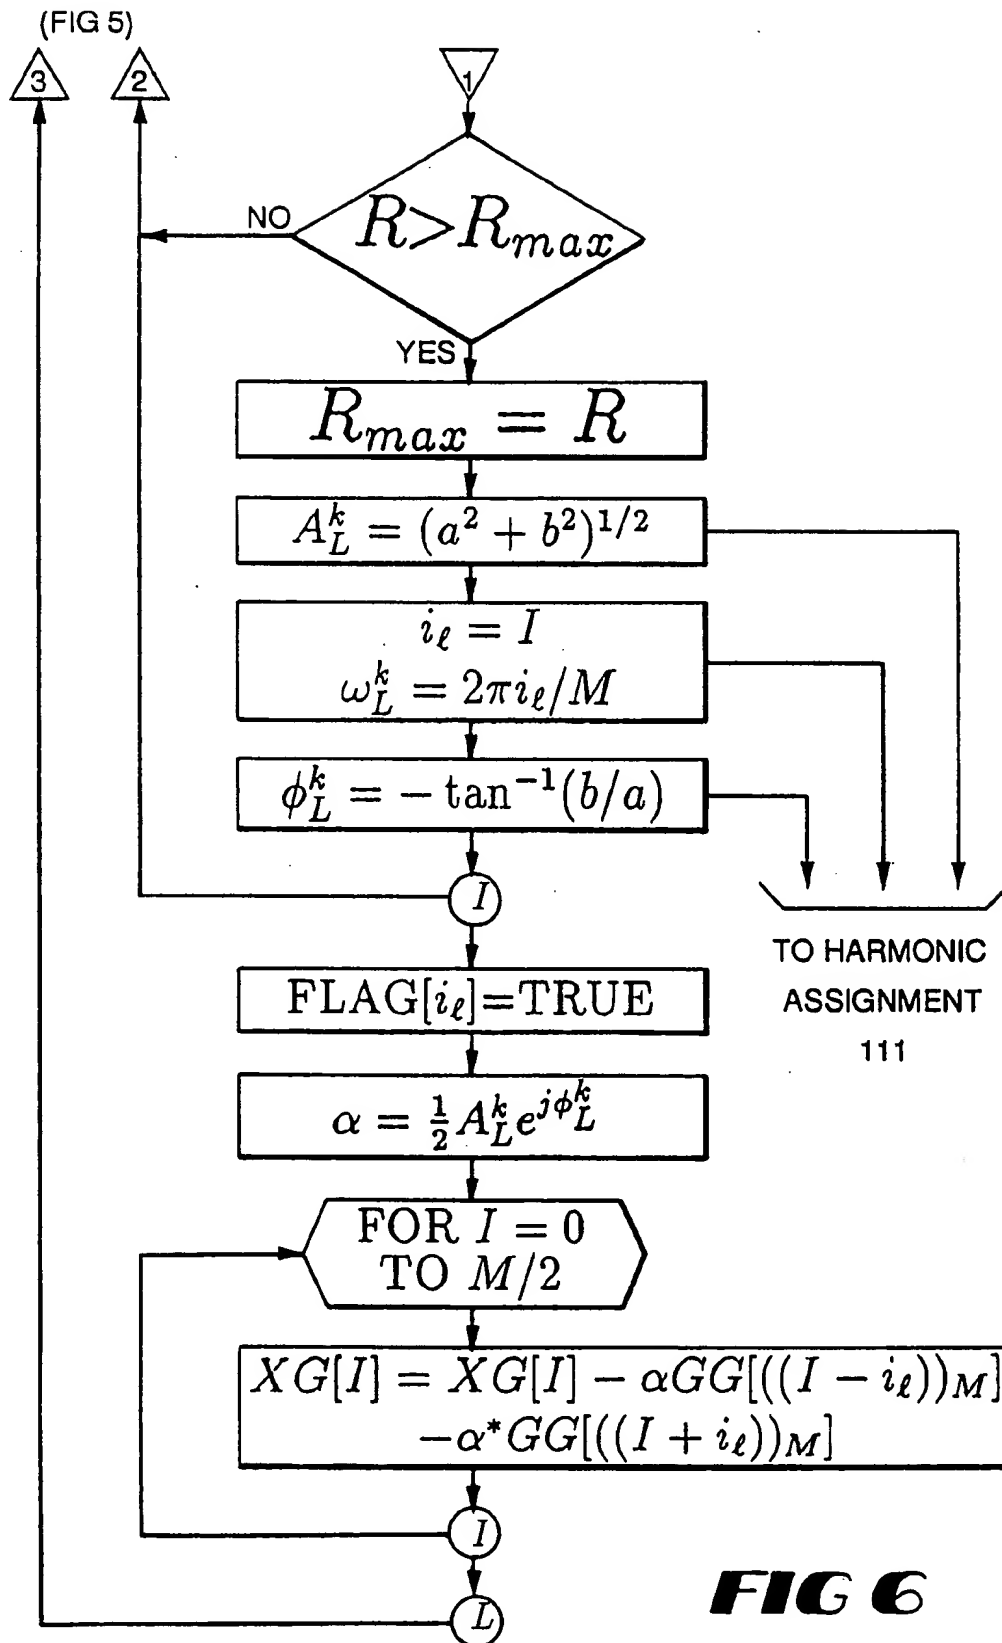 (FIG 5)
3 2 1
NO
R>R_max
YES
R_max = R
A_L^k = (a² + b²)^1/2
i_ℓ = I
ω_L^k = 2πi_ℓ/M
ϕ_L^k = − tan⁻¹(b/a)
I
TO HARMONIC
ASSIGNMENT
111
FLAG[i_ℓ]=TRUE
α = ½A_L^k e^{jϕ_L^k}
FOR I = 0
TO M/2
XG[I] = XG[I] − αGG[((I − i_ℓ))_M]
−α*GG[((I + i_ℓ))_M]
I
L
FIG 6